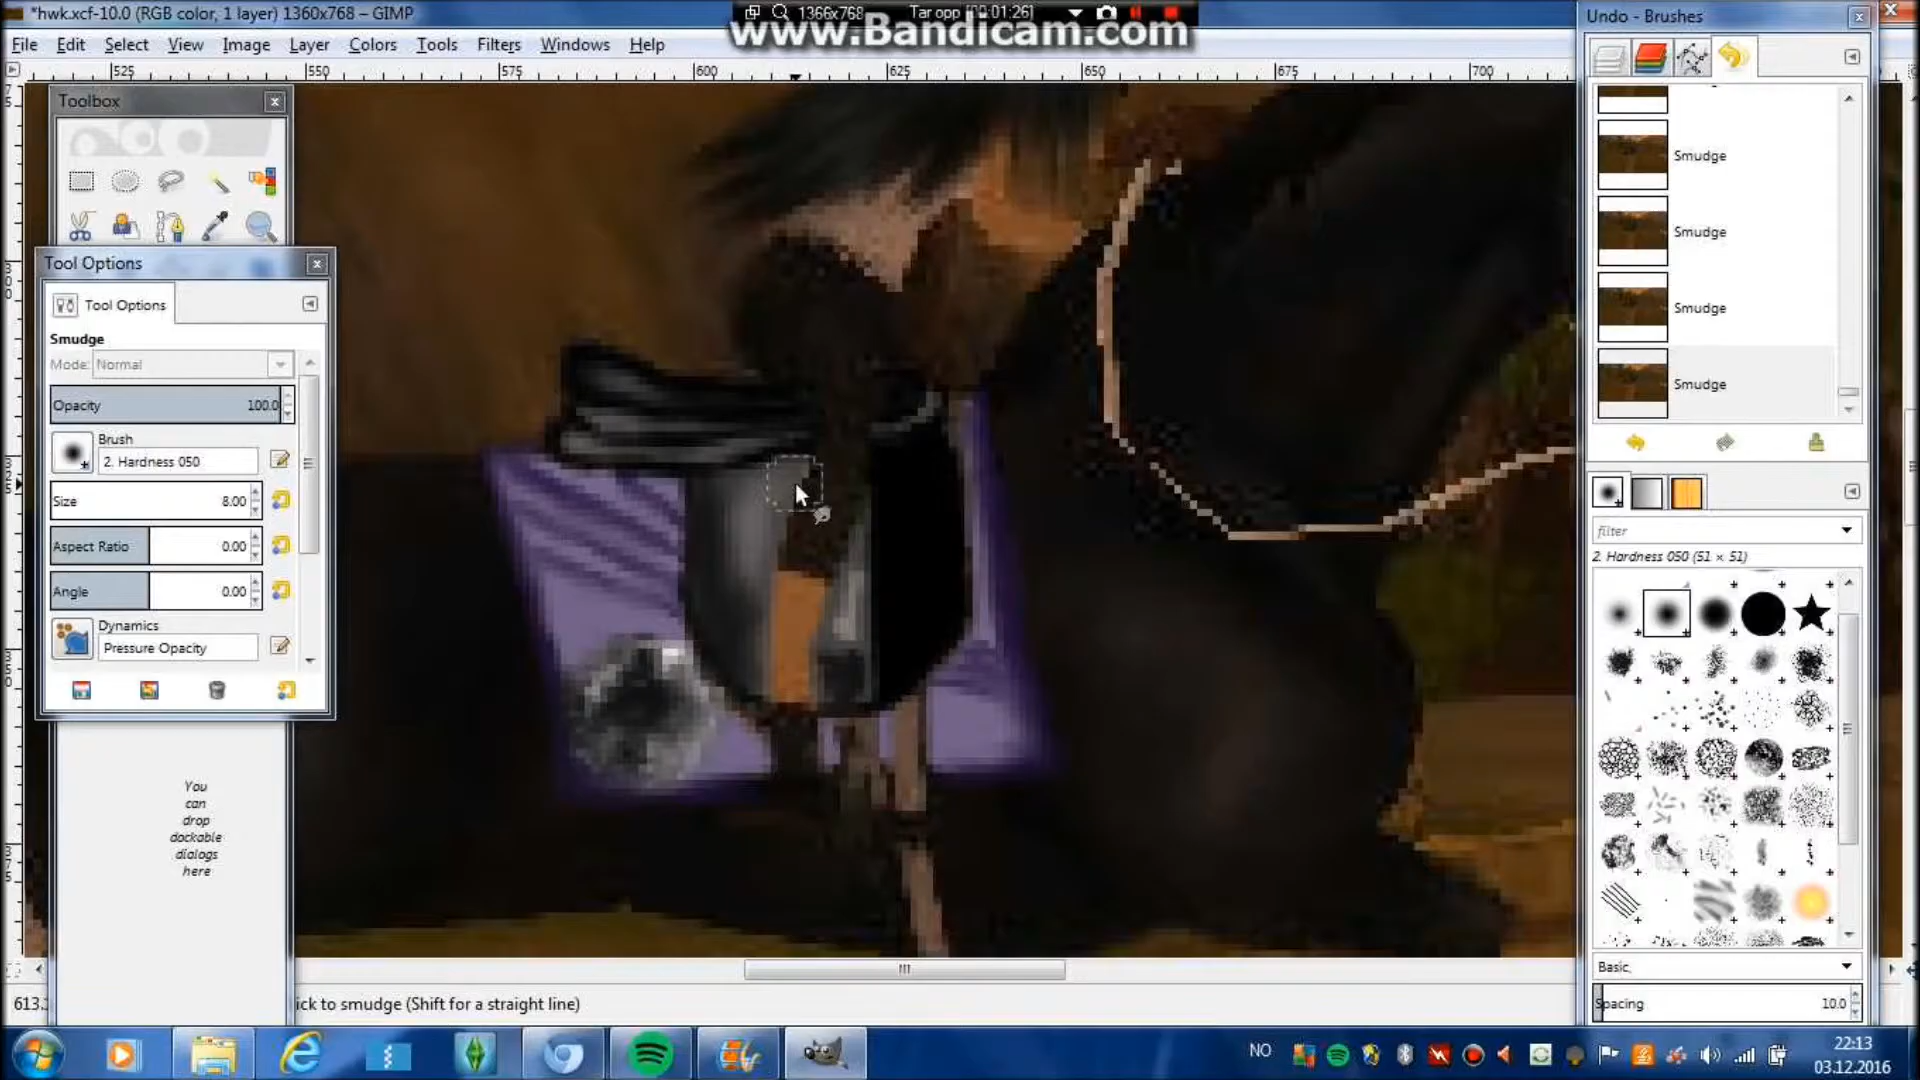 *hwk.xcf-10.0 (RGB color, 1 layer) 1360x768 – GIMP
1366x768
Tar opp [00:01:26]
www.Bandicam.com
Undo - Brushes
File Edit Select View Image Layer Colors Tools Filters Windows Help
525 550 575 600 625 650 675 700
Toolbox
Tool Options
Tool Options
Smudge
Mode: Normal
Opacity 100.0
Brush
2. Hardness 050
Size 8.00
Aspect Ratio 0.00
Angle 0.00
Dynamics
Pressure Opacity
You
can
drop
dockable
dialogs
here
Smudge
Smudge
Smudge
Smudge
filter
2. Hardness 050 (51 × 51)
Basic,
Spacing 10.0
613.
ick to smudge (Shift for a straight line)
NO
22:13
03.12.2016